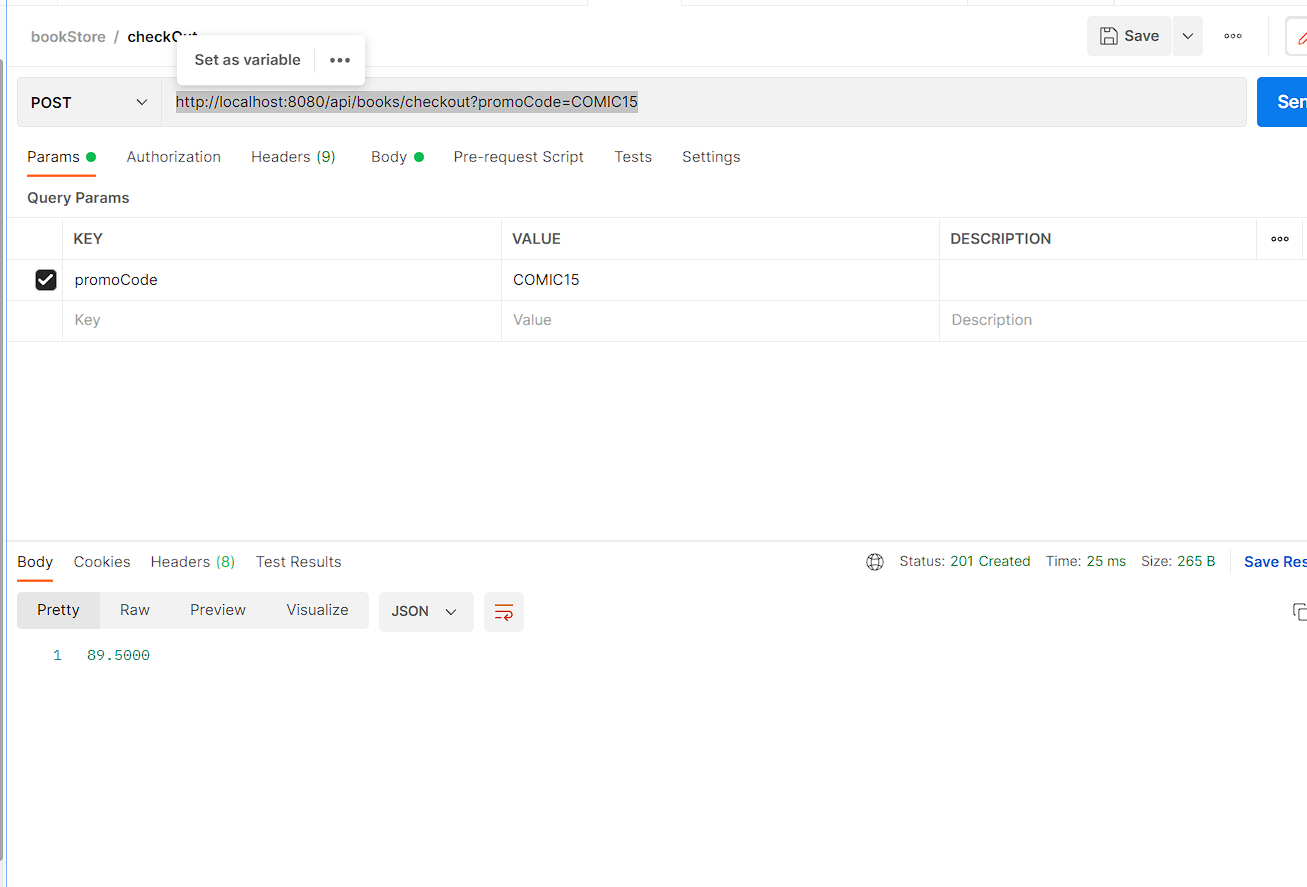 bookStore / checkOut
Save
Set as variable
POST
http://localhost:8080/api/books/checkout?promoCode=COMIC15
Params
Authorization
Headers (9)
Body
Pre-request Script
Tests
Settings
Query Params
KEY
VALUE
DESCRIPTION
promoCode
COMIC15
Key
Value
Description
Body
Cookies
Headers (8)
Test Results
Status: 201 Created
Time: 25 ms
Size: 265 B
Save Res
Pretty
Raw
Preview
Visualize
JSON
1 89.5000